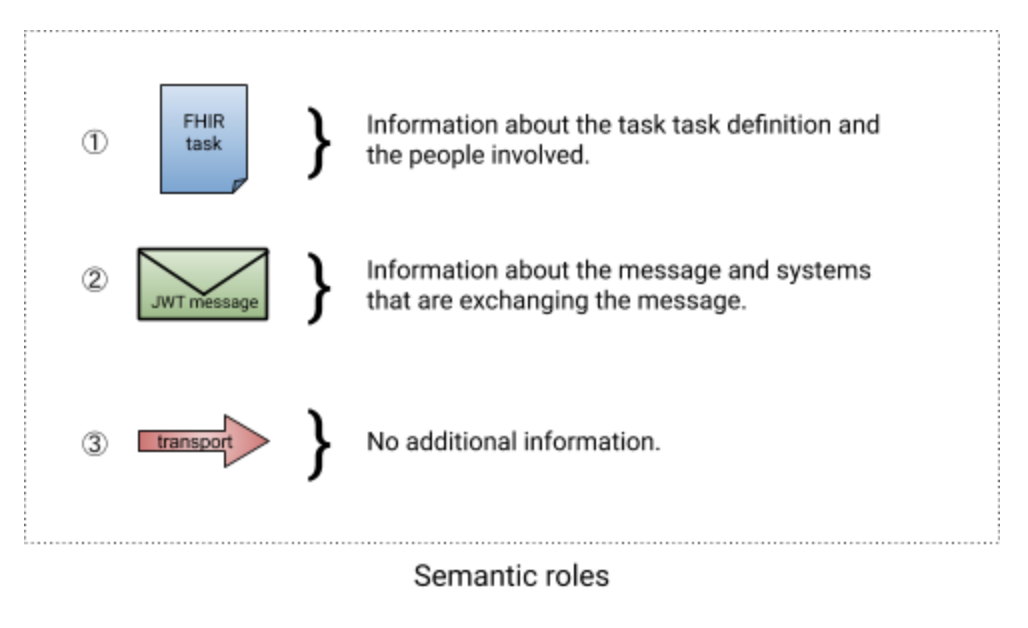 ①
FHIR
task
Information about the task task definition and
the people involved.
②
JWT message
Information about the message and systems
that are exchanging the message.
③
transport
No additional information.
Semantic roles